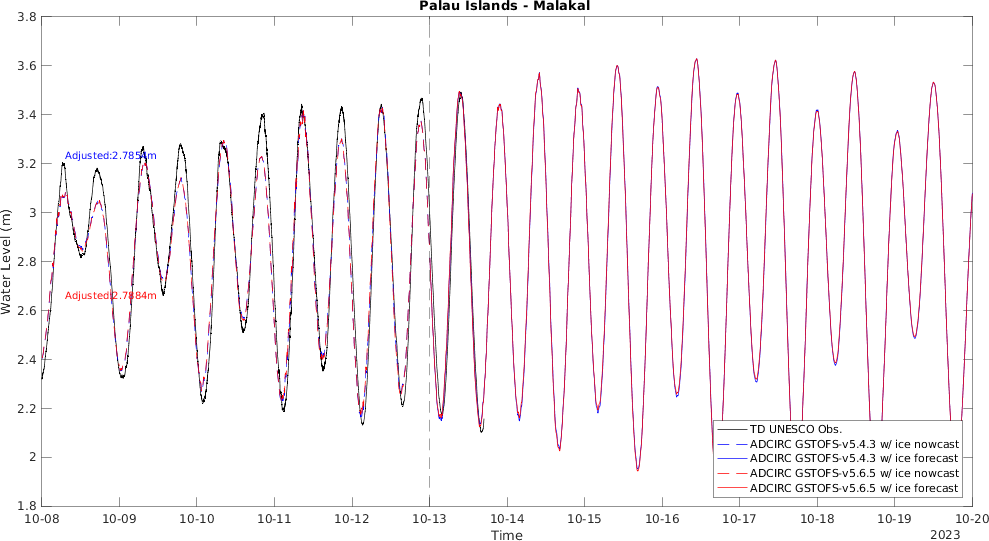 Palau Islands - Malakal
3.8
3.6
3.4
3.2
3
2.8
2.6
2.4
2.2
2
1.8
Water Level (m)
Adjusted:2.7854m
Adjusted:2.7884m
TD UNESCO Obs.
ADCIRC GSTOFS-v5.4.3 w/ ice nowcast
ADCIRC GSTOFS-v5.4.3 w/ ice forecast
ADCIRC GSTOFS-v5.6.5 w/ ice nowcast
ADCIRC GSTOFS-v5.6.5 w/ ice forecast
10-08 10-09 10-10 10-11 10-12 10-13 10-14 10-15 10-16 10-17 10-18 10-19 10-20
Time
2023